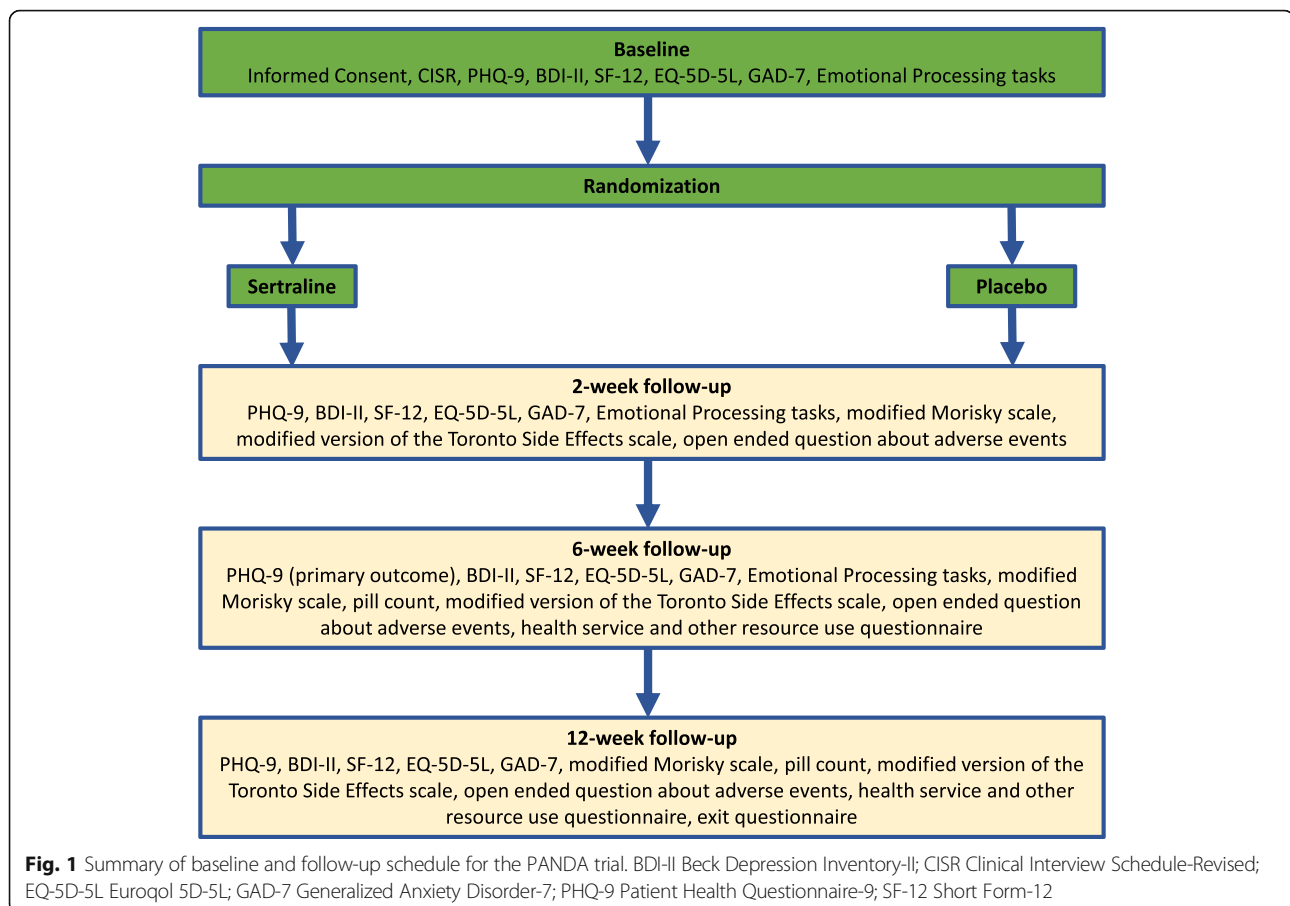 Baseline
Informed Consent, CISR, PHQ-9, BDI-II, SF-12, EQ-5D-5L, GAD-7, Emotional Processing tasks
Randomization
Sertraline
Placebo
2-week follow-up
PHQ-9, BDI-II, SF-12, EQ-5D-5L, GAD-7, Emotional Processing tasks, modified Morisky scale,
modified version of the Toronto Side Effects scale, open ended question about adverse events
6-week follow-up
PHQ-9 (primary outcome), BDI-II, SF-12, EQ-5D-5L, GAD-7, Emotional Processing tasks, modified
Morisky scale, pill count, modified version of the Toronto Side Effects scale, open ended question
about adverse events, health service and other resource use questionnaire
12-week follow-up
PHQ-9, BDI-II, SF-12, EQ-5D-5L, GAD-7, modified Morisky scale, pill count, modified version of the
Toronto Side Effects scale, open ended question about adverse events, health service and other
resource use questionnaire, exit questionnaire
Fig. 1 Summary of baseline and follow-up schedule for the PANDA trial. BDI-II Beck Depression Inventory-II; CISR Clinical Interview Schedule-Revised;
EQ-5D-5L Euroqol 5D-5L; GAD-7 Generalized Anxiety Disorder-7; PHQ-9 Patient Health Questionnaire-9; SF-12 Short Form-12